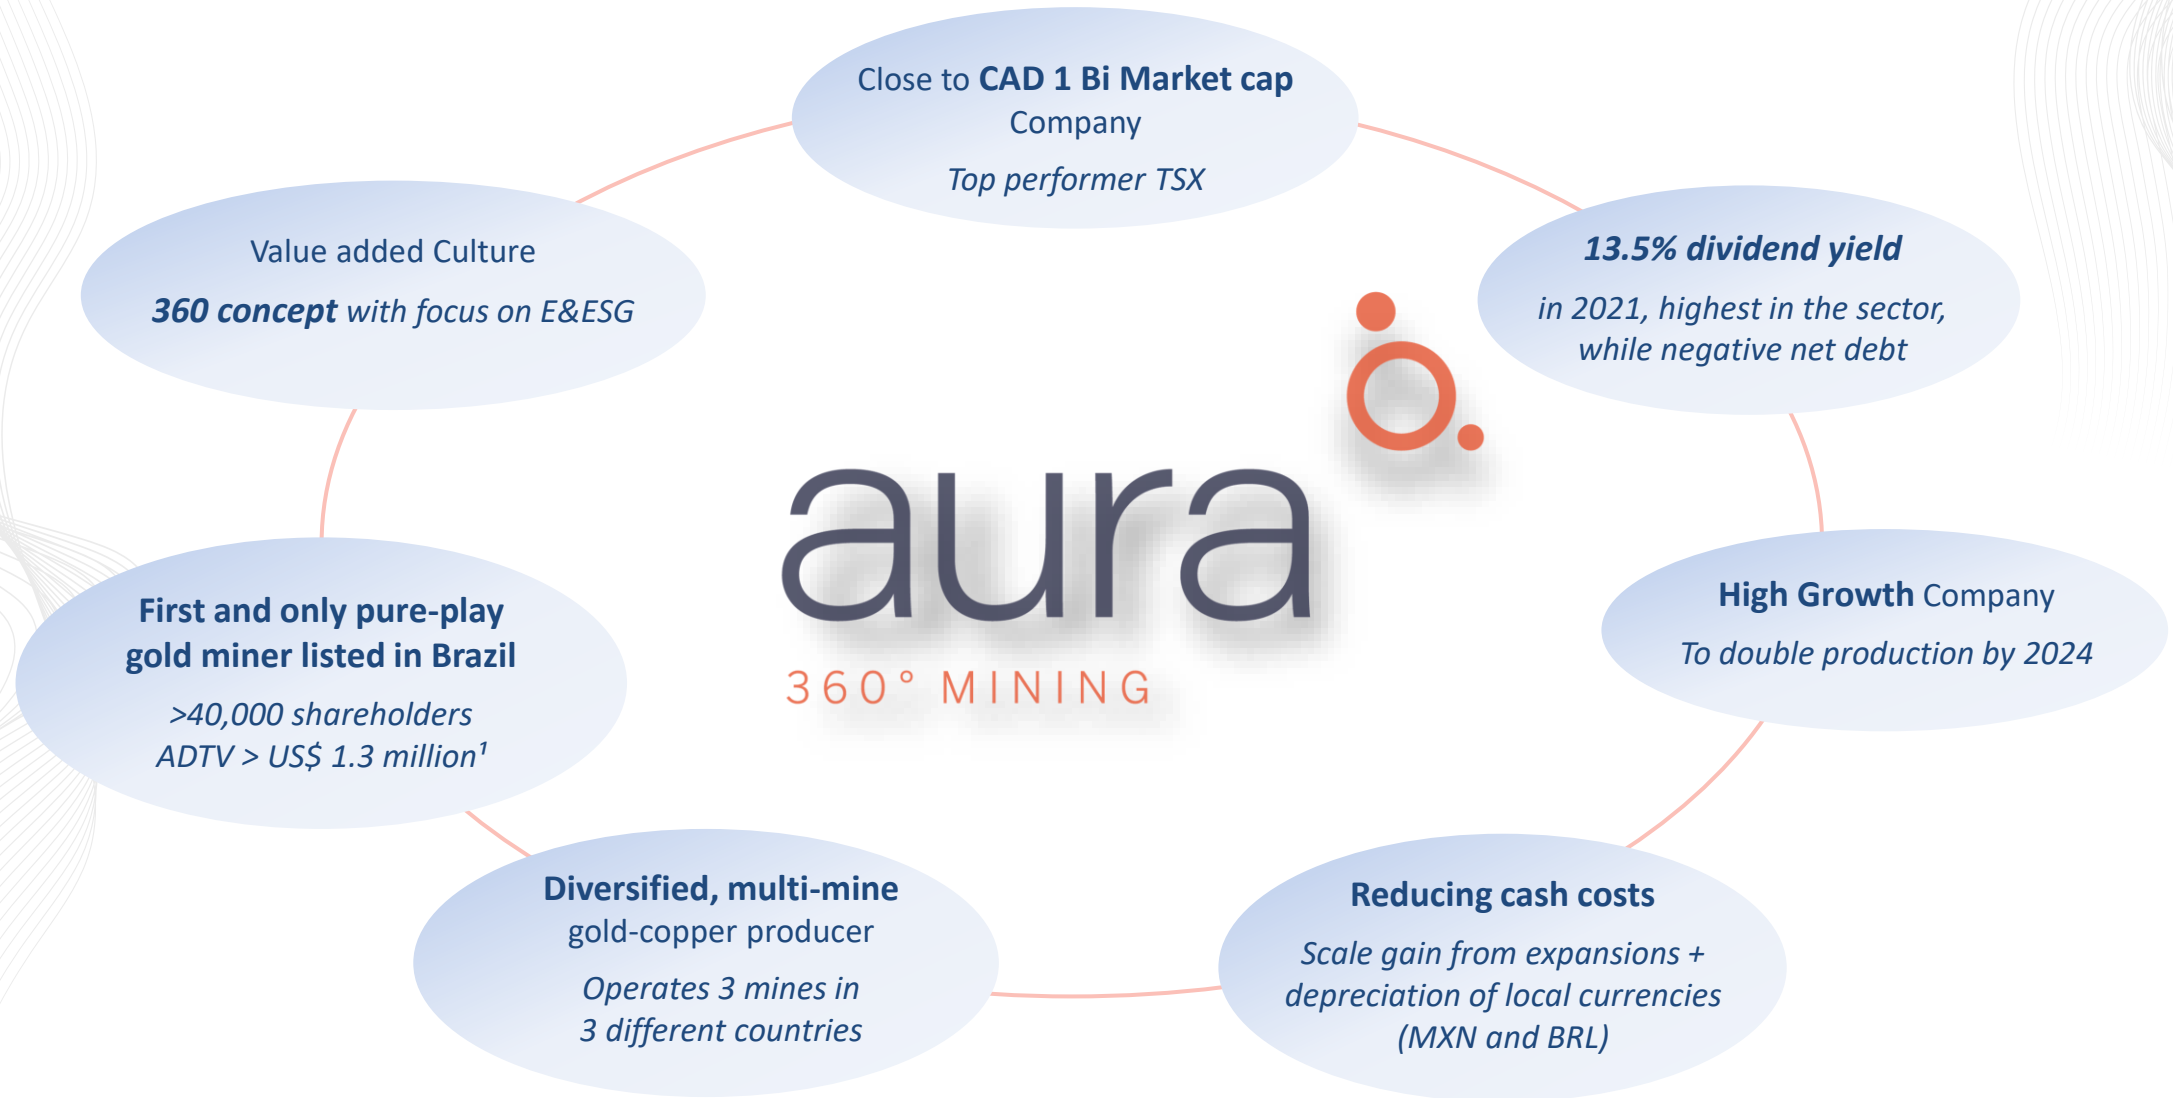 Close to CAD 1 Bi Market cap
Company
Top performer TSX
Value added Culture
360 concept with focus on E&ESG
13.5% dividend yield
in 2021, highest in the sector,
while negative net debt
aura
360° MINING
First and only pure-play
gold miner listed in Brazil
>40,000 shareholders
ADTV > US$ 1.3 million¹
High Growth Company
To double production by 2024
Diversified, multi-mine
gold-copper producer
Operates 3 mines in
3 different countries
Reducing cash costs
Scale gain from expansions +
depreciation of local currencies
(MXN and BRL)